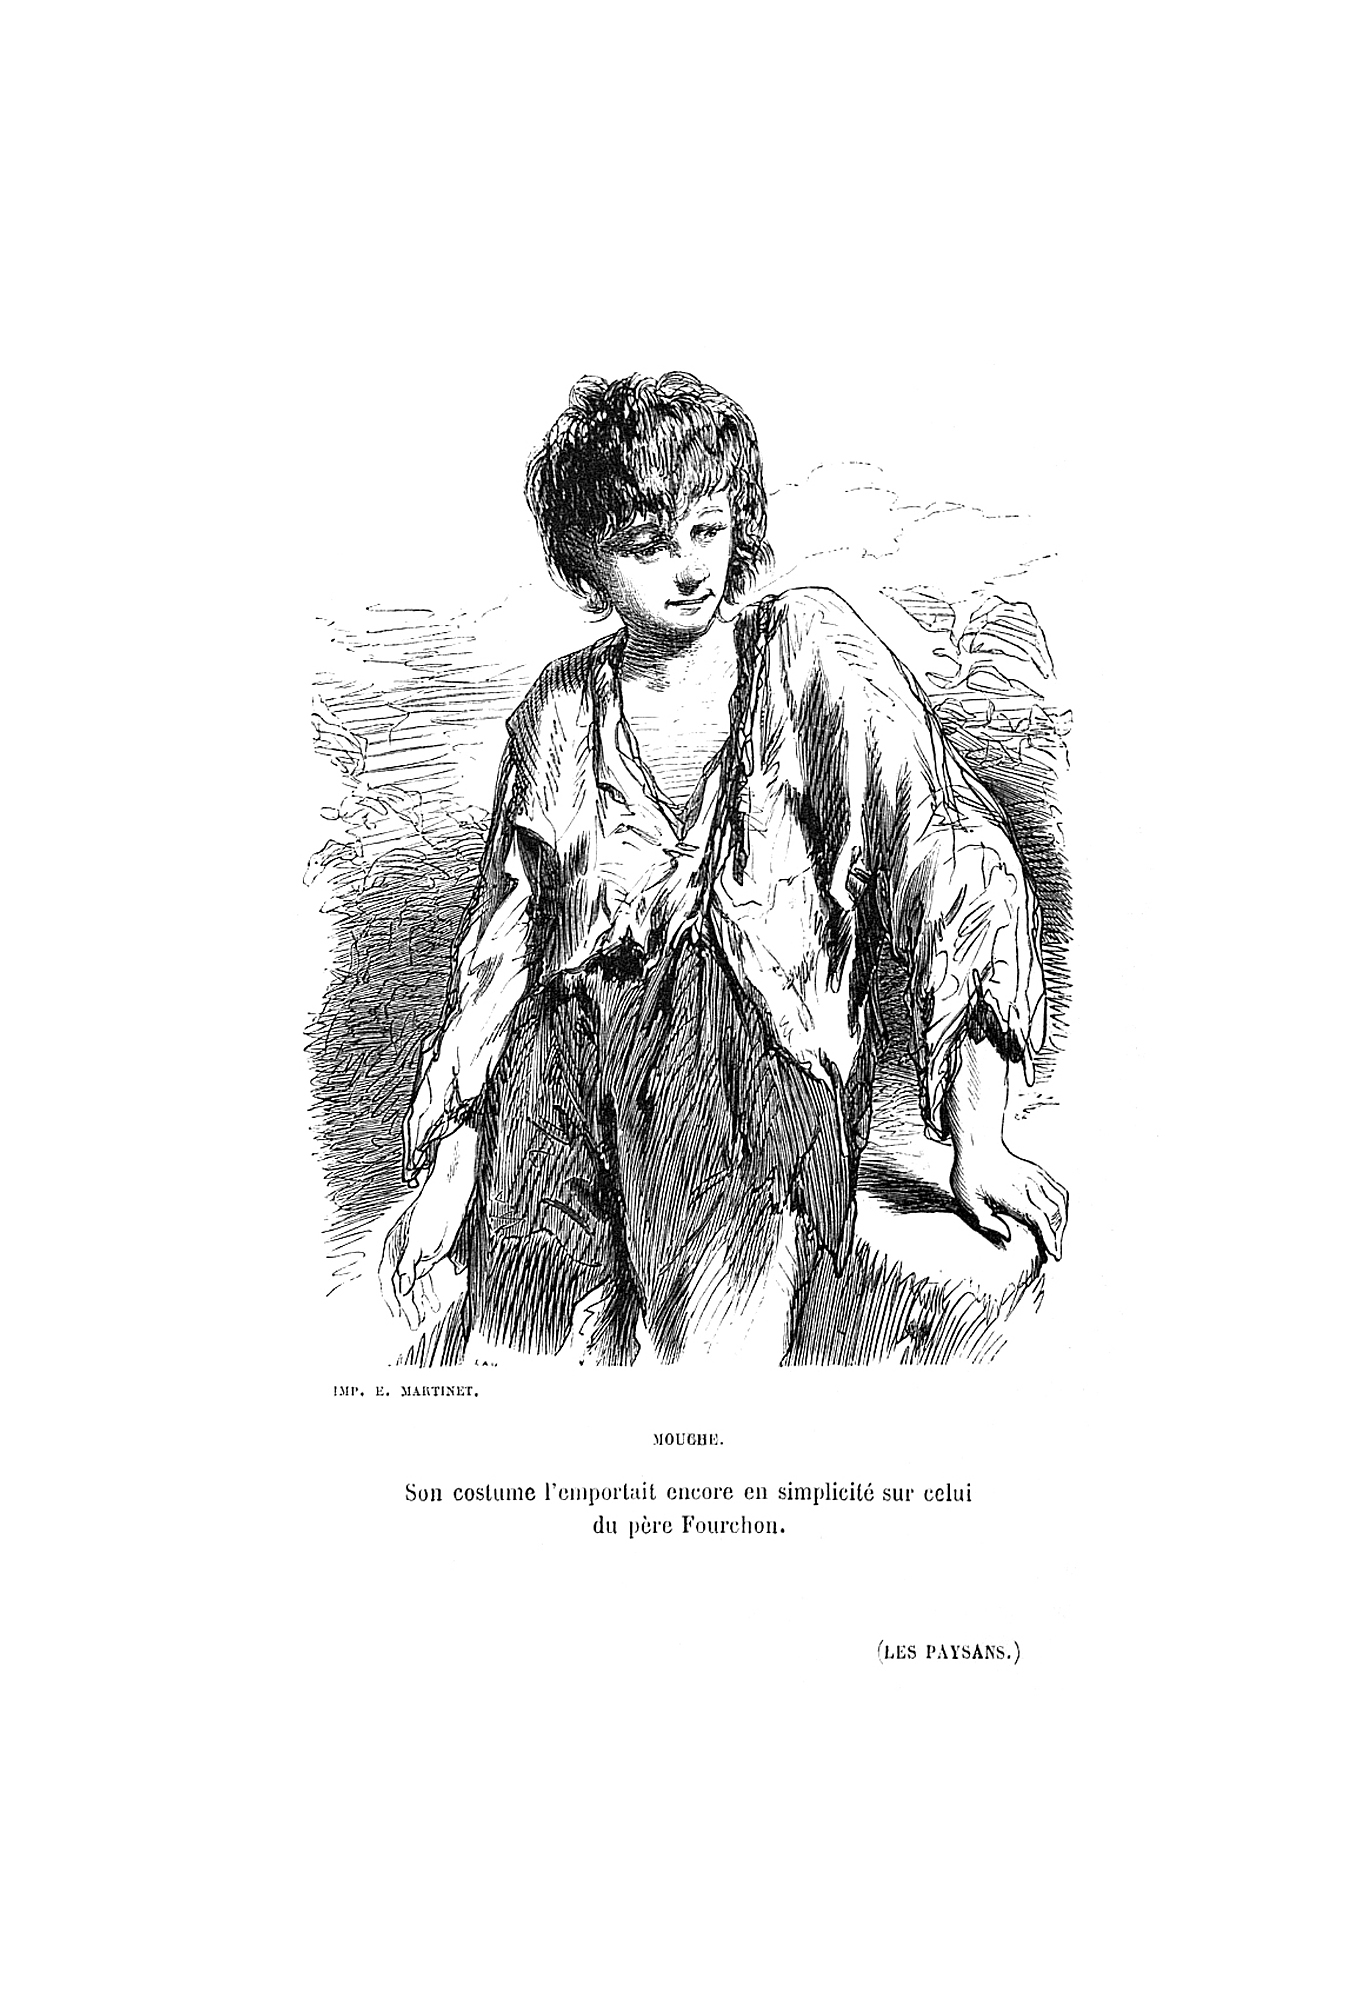 IMP. E. MARTINET.
MOUCHE.
Son costume l'emportait encore en simplicité sur celui
du père Fourchon.
(LES PAYSANS.)